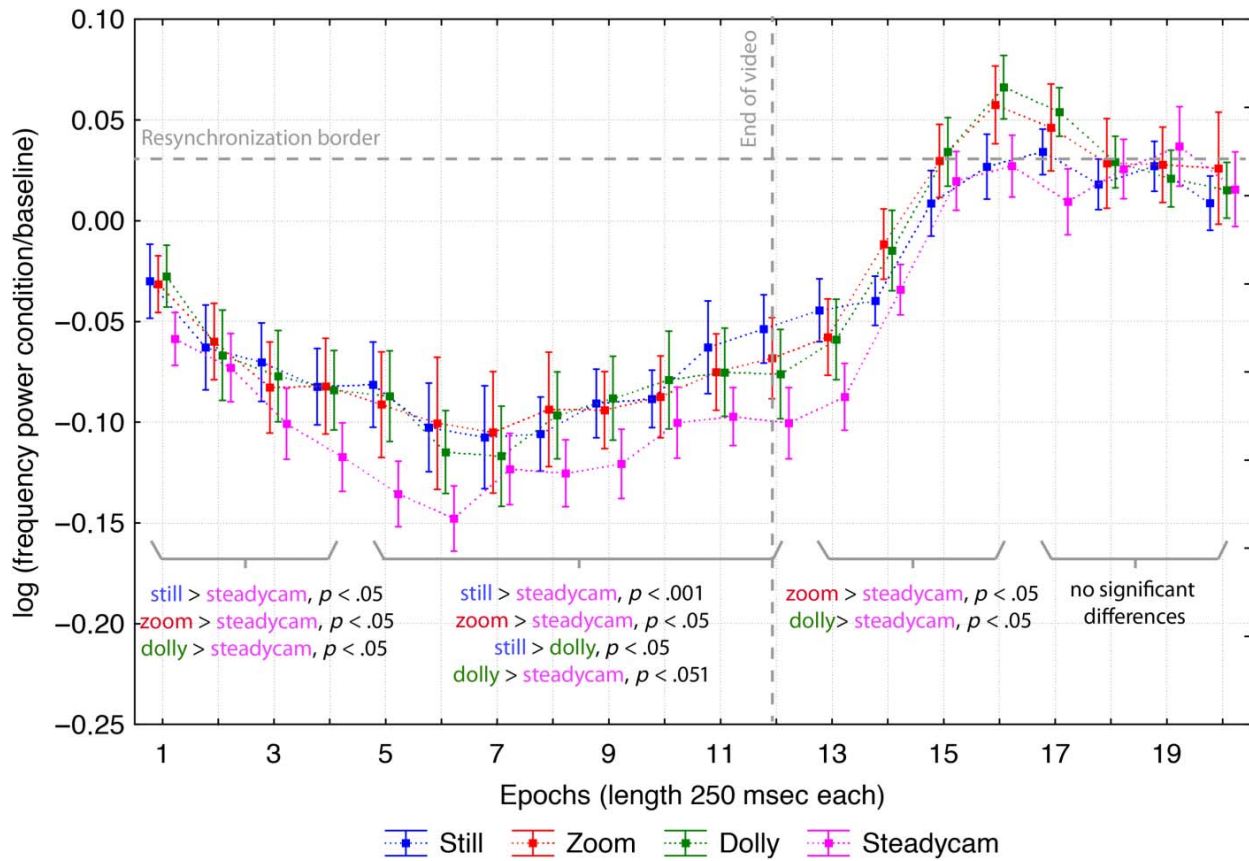 log (frequency power condition/baseline)
0.10
0.05
0.00
−0.05
−0.10
−0.15
−0.20
−0.25
Resynchronization border
End of video
still > steadycam, p < .05
zoom > steadycam, p < .05
dolly > steadycam, p < .05
still > steadycam, p < .001
zoom > steadycam, p < .05
still > dolly, p < .05
dolly > steadycam, p < .051
zoom > steadycam, p < .05
dolly> steadycam, p < .05
no significant
differences
1 3 5 7 9 11 13 15 17 19
Epochs (length 250 msec each)
Still Zoom Dolly Steadycam